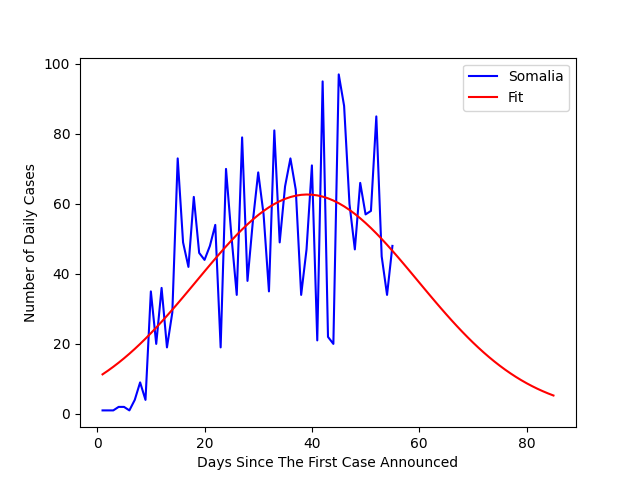 100
80
60
40
20
0
Number of Daily Cases
0 20 40 60 80
Days Since The First Case Announced
Somalia
Fit